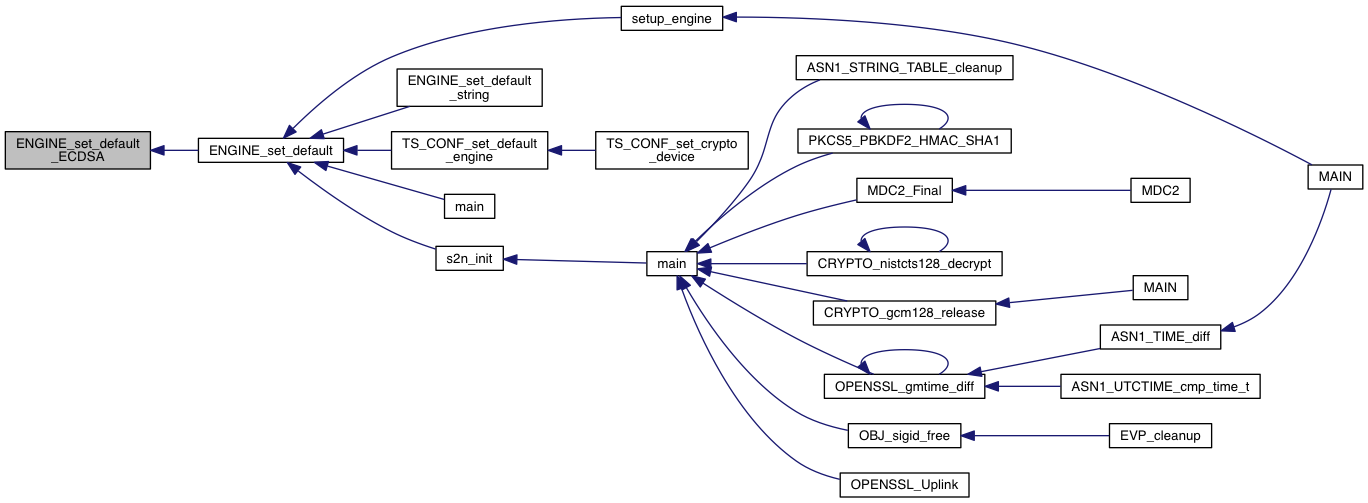 ENGINE_set_default
_ECDSA
ENGINE_set_default
setup_engine
ENGINE_set_default
_string
TS_CONF_set_default
_engine
TS_CONF_set_crypto
_device
main
s2n_init
main
ASN1_STRING_TABLE_cleanup
PKCS5_PBKDF2_HMAC_SHA1
MDC2_Final
MDC2
CRYPTO_nistcts128_decrypt
CRYPTO_gcm128_release
MAIN
OPENSSL_gmtime_diff
ASN1_TIME_diff
MAIN
ASN1_UTCTIME_cmp_time_t
OBJ_sigid_free
EVP_cleanup
OPENSSL_Uplink